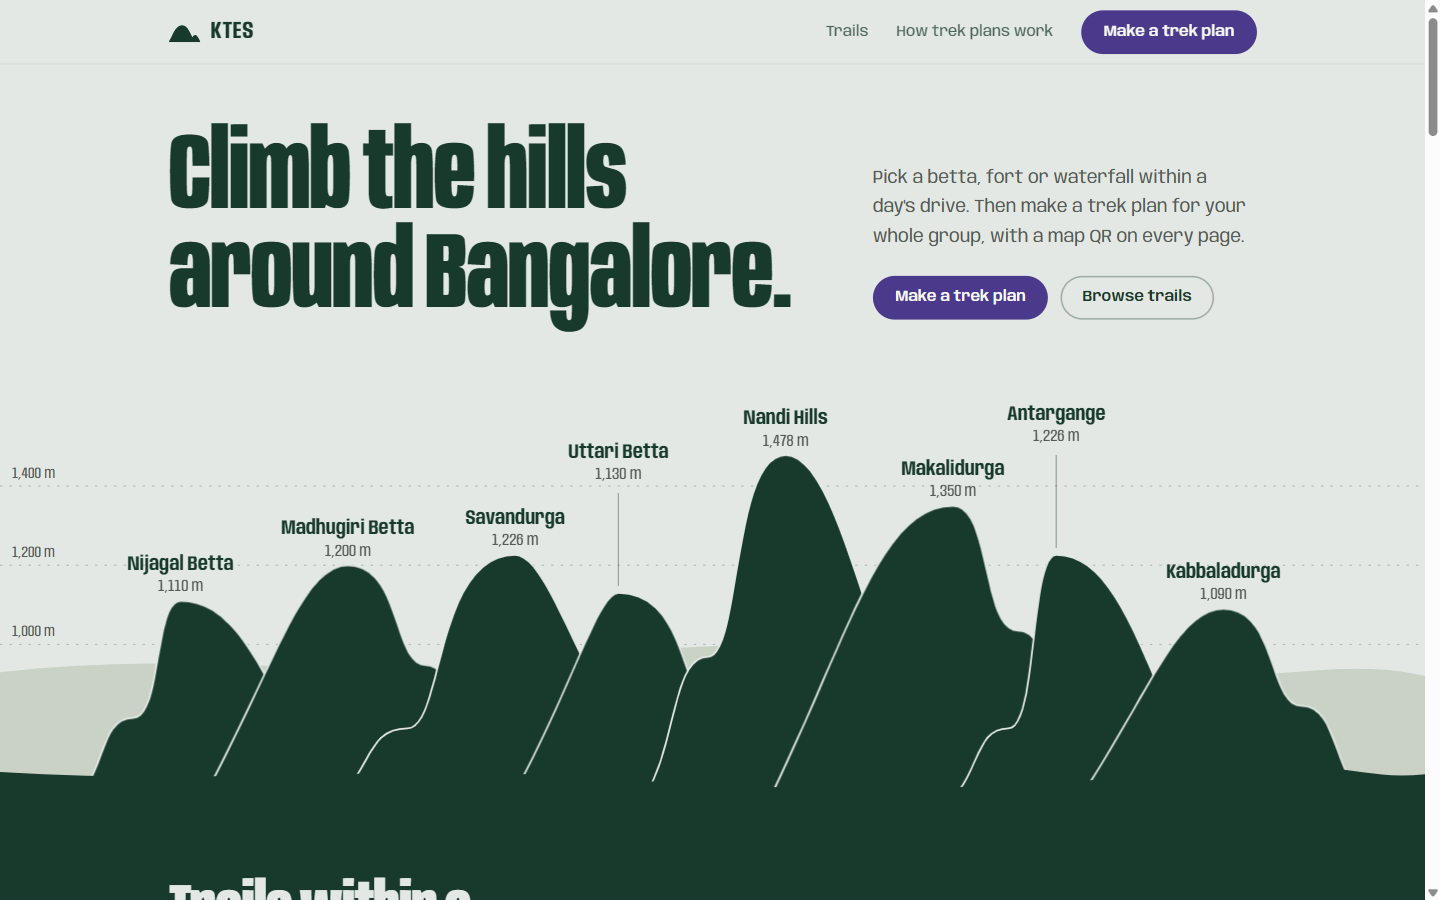 KTES
Trails
How trek plans work
Make a trek plan
Climb the hills
around Bangalore.
Pick a betta, fort or waterfall within a
day's drive. Then make a trek plan for your
whole group, with a map QR on every page.
Make a trek plan
Browse trails
Nandi Hills
1,478 m
Antargange
1,226 m
Uttari Betta
1,130 m
Makalidurga
1,350 m
1,400 m
Savandurga
1,226 m
Madhugiri Betta
1,200 m
1,200 m
Nijagal Betta
1,110 m
Kabbaladurga
1,090 m
1,000 m
Trails within a